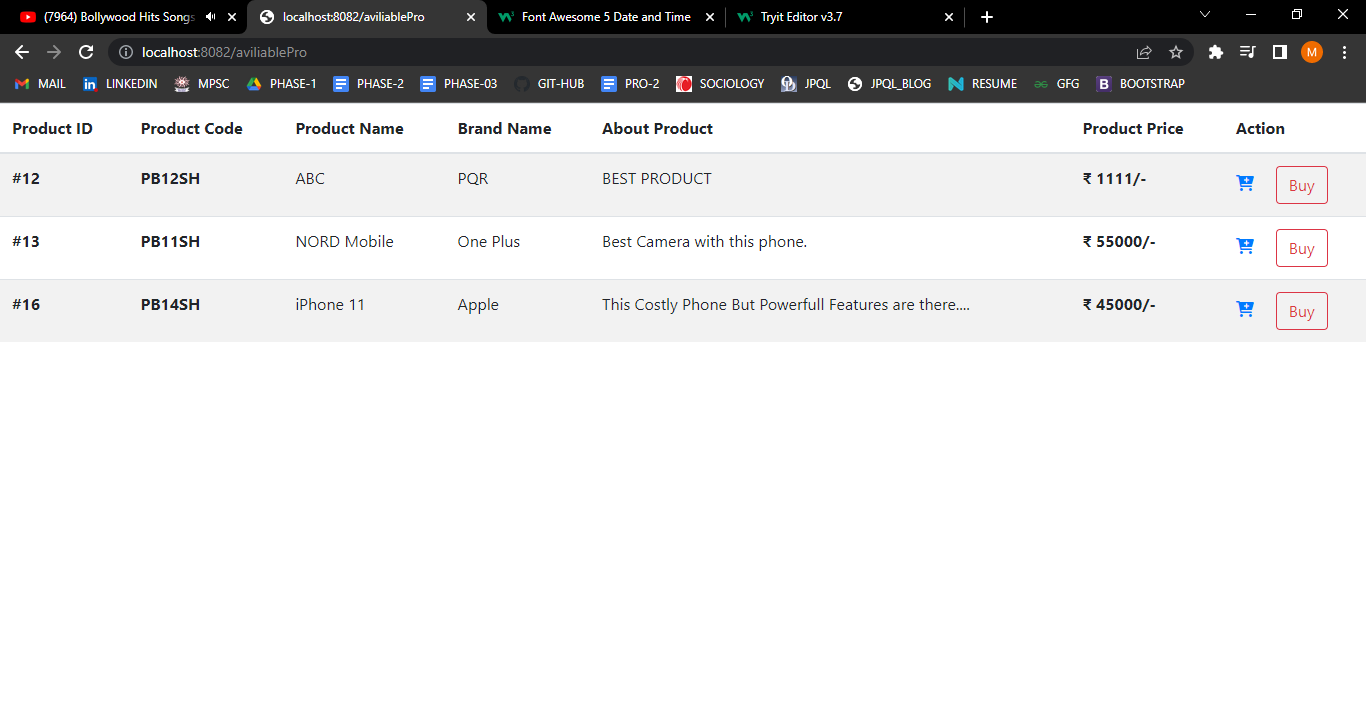 (7964) Bollywood Hits Songs localhost:8082/aviliablePro Font Awesome 5 Date and Time Tryit Editor v3.7
localhost:8082/aviliablePro M
MAIL LINKEDIN MPSC PHASE-1 PHASE-2 PHASE-03 GIT-HUB PRO-2 SOCIOLOGY JPQL JPQL_BLOG RESUME GFG B BOOTSTRAP
Product ID Product Code Product Name Brand Name About Product Product Price Action
#12 PB12SH ABC PQR BEST PRODUCT ₹ 1111/- Buy
#13 PB11SH NORD Mobile One Plus Best Camera with this phone. ₹ 55000/- Buy
#16 PB14SH iPhone 11 Apple This Costly Phone But Powerfull Features are there.... ₹ 45000/- Buy